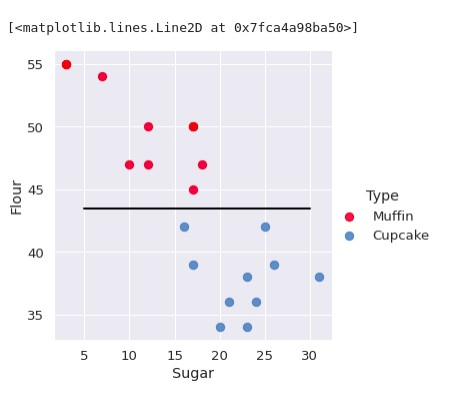 [<matplotlib.lines.Line2D at 0x7fca4a98ba50>]
55
50
45
40
35
Flour
5 10 15 20 25 30
Sugar
Type
Muffin
Cupcake